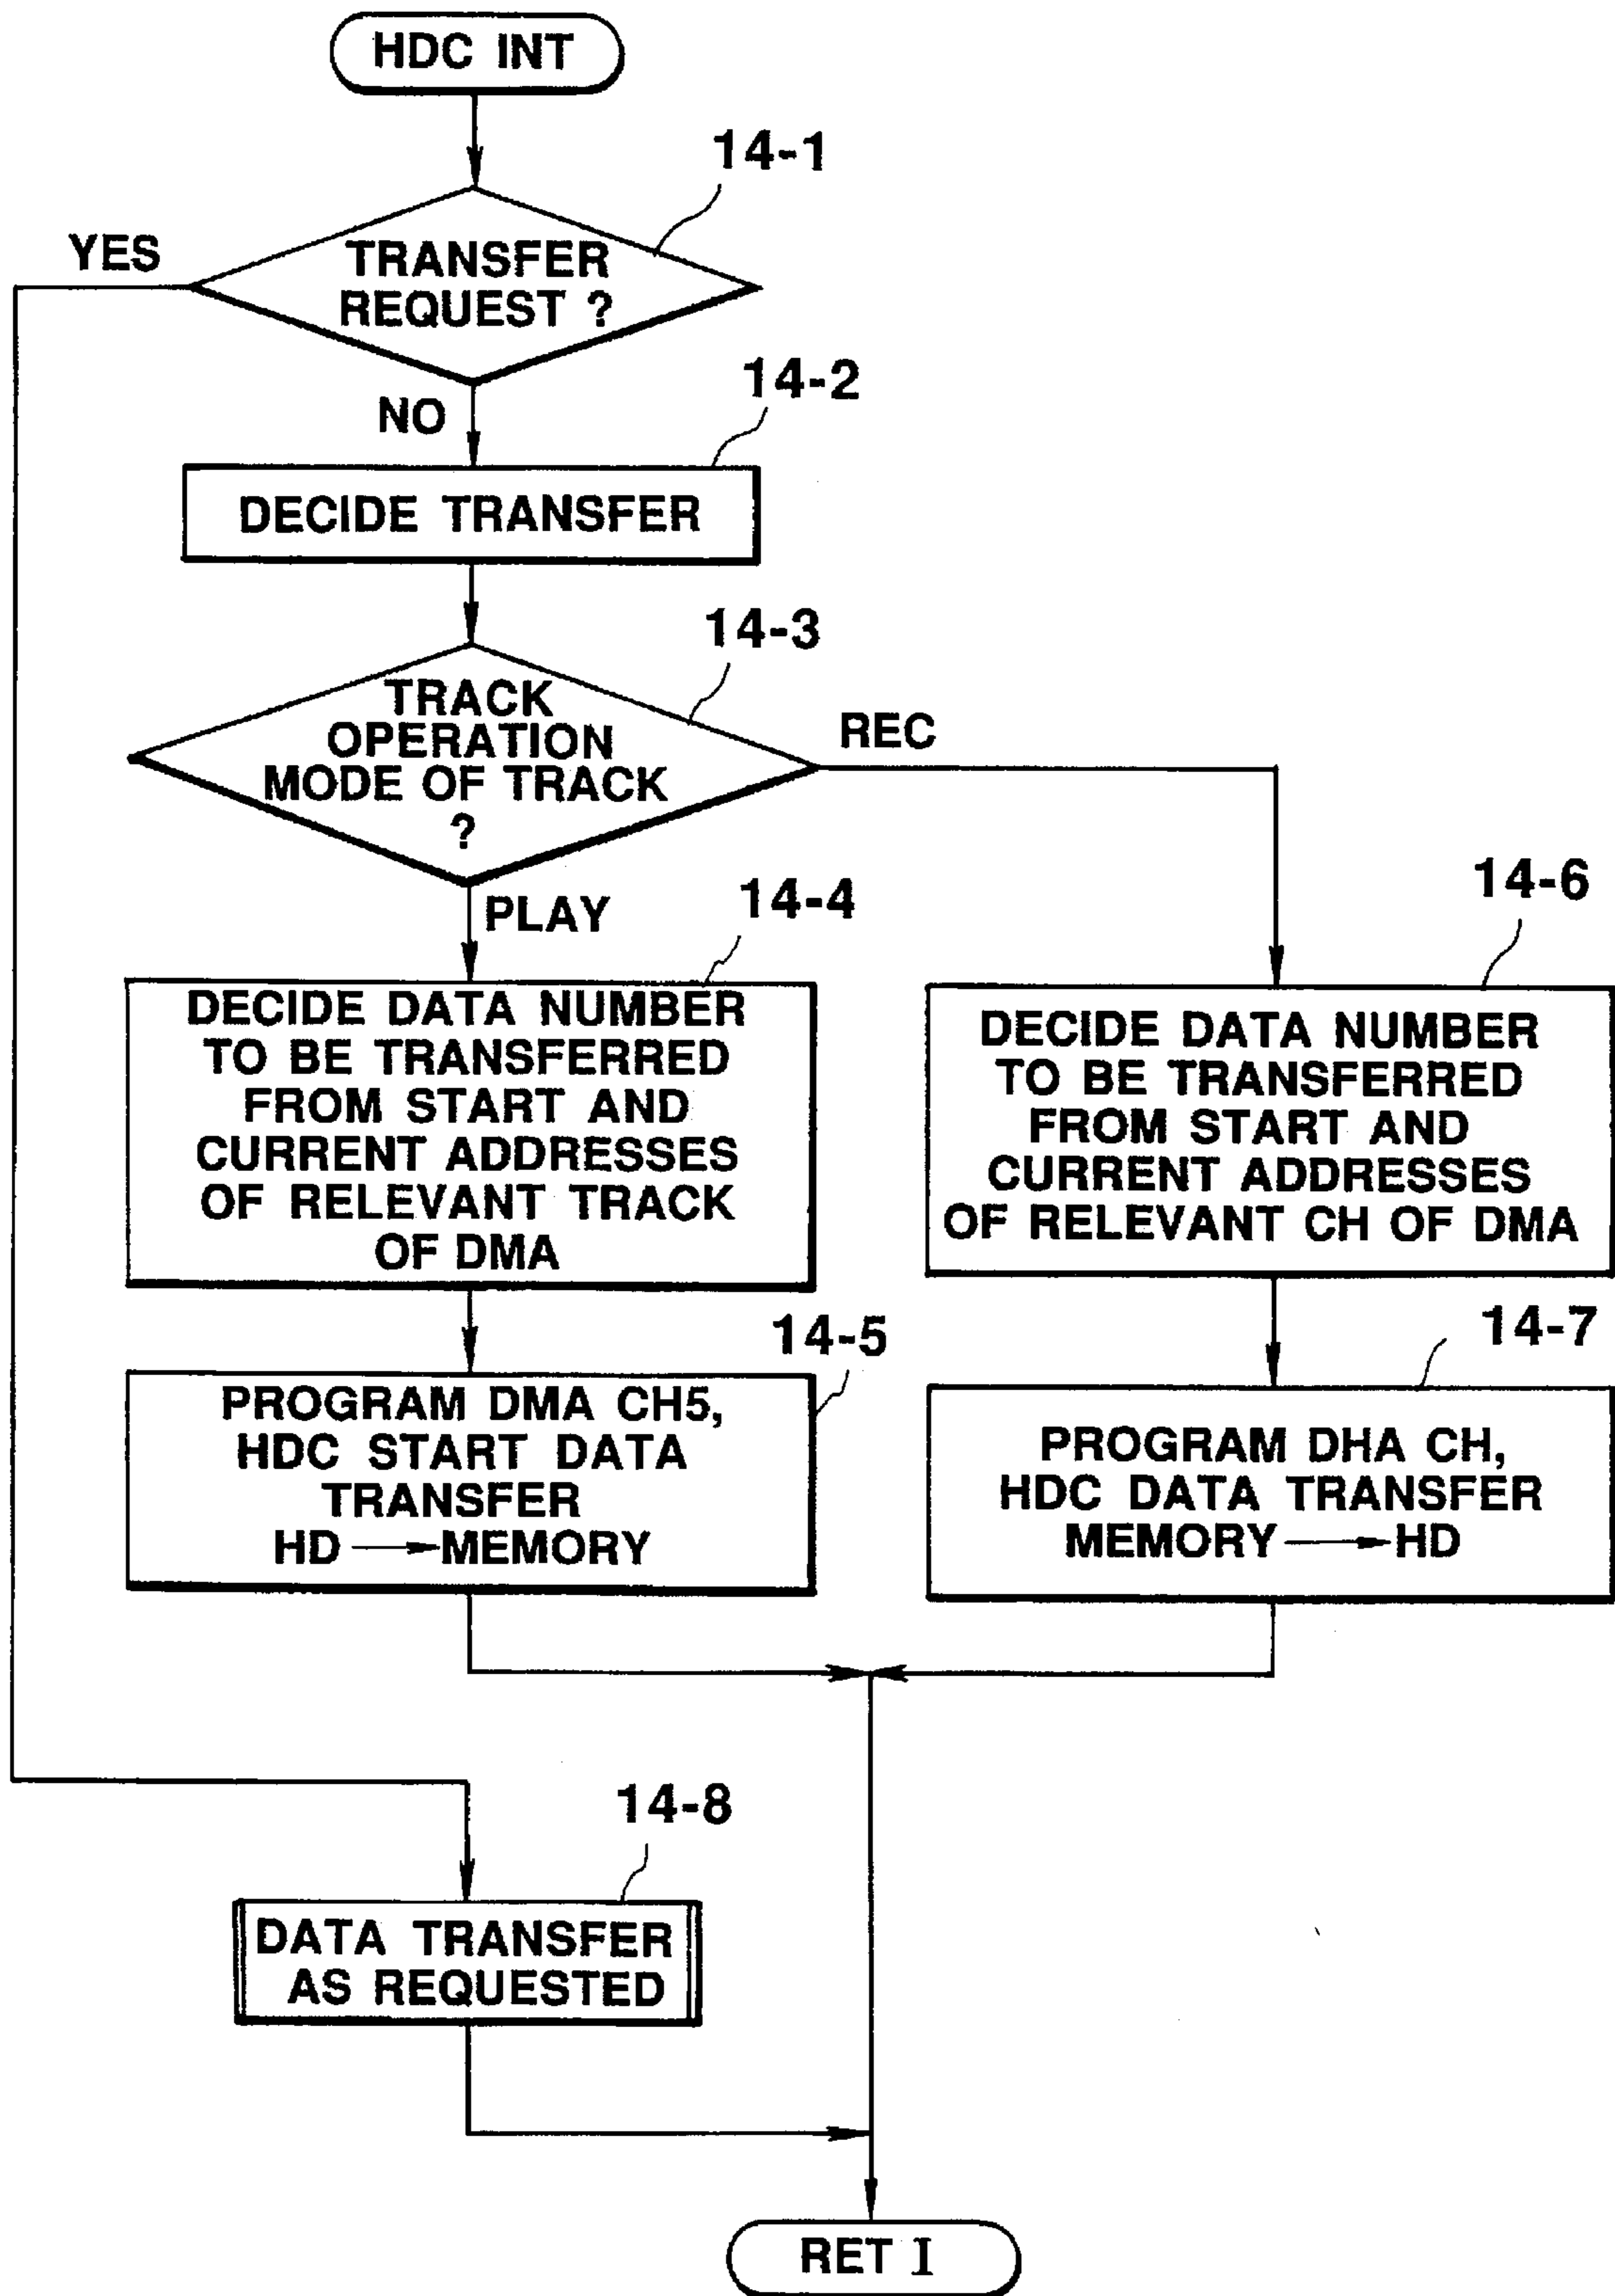 HDC INT
14-1
YES
TRANSFER
REQUEST ?
14-2
NO
DECIDE TRANSFER
14-3
TRACK
OPERATION
MODE OF TRACK
?
REC
PLAY
14-4
14-6
DECIDE DATA NUMBER
TO BE TRANSFERRED
FROM START AND
CURRENT ADDRESSES
OF RELEVANT TRACK
OF DMA
DECIDE DATA NUMBER
TO BE TRANSFERRED
FROM START AND
CURRENT ADDRESSES
OF RELEVANT CH OF DMA
14-5
14-7
PROGRAM DMA CH5,
HDC START DATA
TRANSFER
HD → MEMORY
PROGRAM DHA CH,
HDC DATA TRANSFER
MEMORY → HD
14-8
DATA TRANSFER
AS REQUESTED
RET I